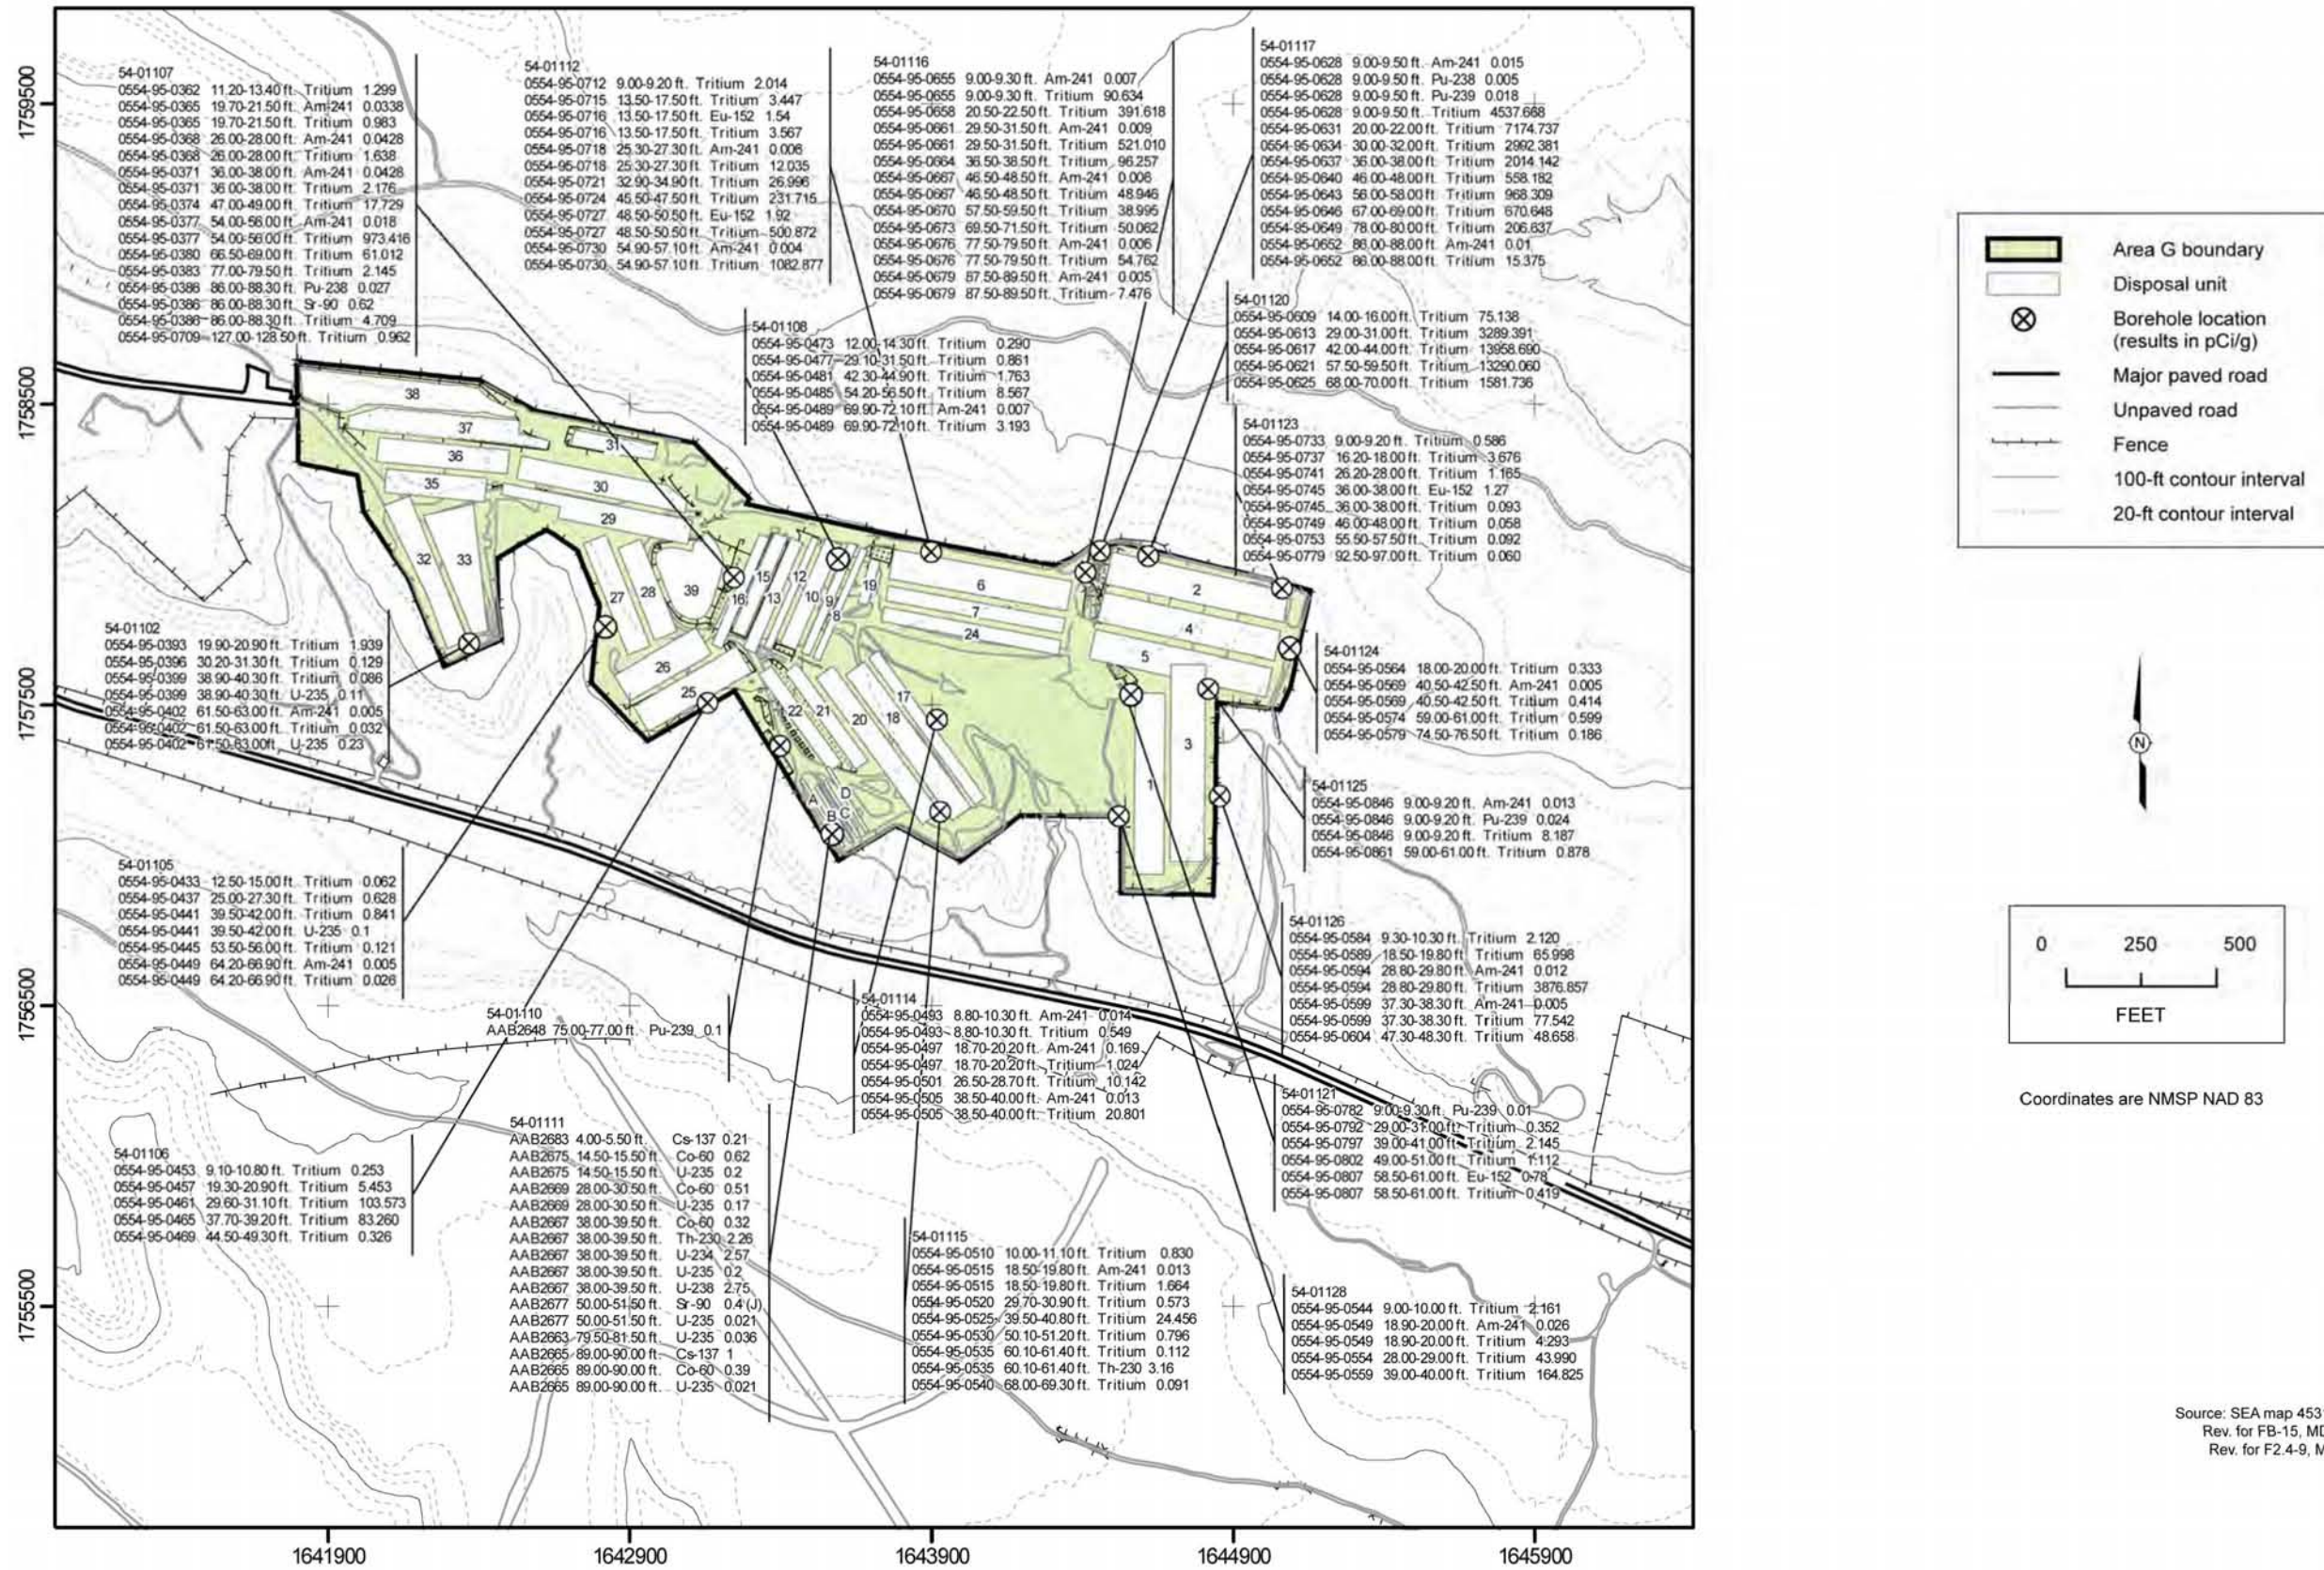 54-01107
0554-95-0362 11.20-13.40 ft. Tritium 1.299
0554-95-0365 19.70-21.50 ft. Am-241 0.0338
0554-95-0365 19.70-21.50 ft. Tritium 0.983
0554-95-0368 26.00-28.00 ft. Am-241 0.0428
0554-95-0368 26.00-28.00 ft. Tritium 1.638
0554-95-0371 36.00-38.00 ft. Am-241 0.0428
0554-95-0371 36.00-38.00 ft. Tritium 2.176
0554-95-0374 47.00-49.00 ft. Tritium 17.729
0554-95-0377 54.00-56.00 ft. Am-241 0.018
0554-95-0377 54.00-56.00 ft. Tritium 973.416
0554-95-0380 66.50-69.00 ft. Tritium 61.012
0554-95-0383 77.00-79.50 ft. Tritium 2.145
0554-95-0386 86.00-88.30 ft. Pu-238 0.027
0554-95-0386 86.00-88.30 ft. Sr-90 0.62
0554-95-0386 86.00-88.30 ft. Tritium 4.709
0554-95-0709 127.00-128.50 ft. Tritium 0.962
54-01112
0554-95-0712 9.00-9.20 ft. Tritium 2.014
0554-95-0715 13.50-17.50 ft. Tritium 3.447
0554-95-0716 13.50-17.50 ft. Eu-152 1.54
0554-95-0716 13.50-17.50 ft. Tritium 3.567
0554-95-0718 25.30-27.30 ft. Am-241 0.006
0554-95-0718 25.30-27.30 ft. Tritium 12.035
0554-95-0721 32.90-34.90 ft. Tritium 26.996
0554-95-0724 45.50-47.50 ft. Tritium 231.715
0554-95-0727 48.50-50.50 ft. Eu-152 1.92
0554-95-0727 48.50-50.50 ft. Tritium 500.872
0554-95-0730 54.90-57.10 ft. Am-241 0.004
0554-95-0730 54.90-57.10 ft. Tritium 1082.877
54-01116
0554-95-0655 9.00-9.30 ft. Am-241 0.007
0554-95-0655 9.00-9.30 ft. Tritium 90.634
0554-95-0658 20.50-22.50 ft. Tritium 391.618
0554-95-0661 29.50-31.50 ft. Am-241 0.009
0554-95-0661 29.50-31.50 ft. Tritium 521.010
0554-95-0664 36.50-38.50 ft. Tritium 96.257
0554-95-0667 46.50-48.50 ft. Am-241 0.006
0554-95-0667 46.50-48.50 ft. Tritium 48.946
0554-95-0670 57.50-59.50 ft. Tritium 38.995
0554-95-0673 69.50-71.50 ft. Tritium 50.062
0554-95-0676 77.50-79.50 ft. Am-241 0.006
0554-95-0676 77.50-79.50 ft. Tritium 54.762
0554-95-0679 87.50-89.50 ft. Am-241 0.005
0554-95-0679 87.50-89.50 ft. Tritium 7.476
54-01117
0554-95-0628 9.00-9.50 ft. Am-241 0.015
0554-95-0628 9.00-9.50 ft. Pu-238 0.005
0554-95-0628 9.00-9.50 ft. Pu-239 0.018
0554-95-0628 9.00-9.50 ft. Tritium 4537.668
0554-95-0631 20.00-22.00 ft. Tritium 7174.737
0554-95-0634 30.00-32.00 ft. Tritium 2992.381
0554-95-0637 36.00-38.00 ft. Tritium 2014.142
0554-95-0640 46.00-48.00 ft. Tritium 558.182
0554-95-0643 56.00-58.00 ft. Tritium 968.309
0554-95-0646 67.00-69.00 ft. Tritium 670.648
0554-95-0649 78.00-80.00 ft. Tritium 206.637
0554-95-0652 86.00-88.00 ft. Am-241 0.01
0554-95-0652 86.00-88.00 ft. Tritium 15.375
54-01108
0554-95-0473 12.00-14.30 ft. Tritium 0.290
0554-95-0477 29.10-31.50 ft. Tritium 0.861
0554-95-0481 42.30-44.90 ft. Tritium 1.763
0554-95-0485 54.20-56.50 ft. Tritium 8.567
0554-95-0489 69.90-72.10 ft. Am-241 0.007
0554-95-0489 69.90-72.10 ft. Tritium 3.193
54-01120
0554-95-0609 14.00-16.00 ft. Tritium 75.138
0554-95-0613 29.00-31.00 ft. Tritium 3289.391
0554-95-0617 42.00-44.00 ft. Tritium 13958.690
0554-95-0621 57.50-59.50 ft. Tritium 13290.060
0554-95-0625 68.00-70.00 ft. Tritium 1581.736
54-01123
0554-95-0733 9.00-9.20 ft. Tritium 0.586
0554-95-0737 16.20-18.00 ft. Tritium 3.676
0554-95-0741 26.20-28.00 ft. Tritium 1.165
0554-95-0745 36.00-38.00 ft. Eu-152 1.27
0554-95-0745 36.00-38.00 ft. Tritium 0.093
0554-95-0749 46.00-48.00 ft. Tritium 0.058
0554-95-0753 55.50-57.50 ft. Tritium 0.092
0554-95-0779 92.50-97.00 ft. Tritium 0.060
54-01102
0554-95-0393 19.90-20.90 ft. Tritium 1.939
0554-95-0396 30.20-31.30 ft. Tritium 0.129
0554-95-0399 38.90-40.30 ft. Tritium 0.086
0554-95-0399 38.90-40.30 ft. U-235 0.11
0554-95-0402 61.50-63.00 ft. Am-241 0.005
0554-95-0402 61.50-63.00 ft. Tritium 0.032
0554-95-0402 61.50-63.00ft. U-235 0.23
54-01124
0554-95-0564 18.00-20.00 ft. Tritium 0.333
0554-95-0569 40.50-42.50 ft. Am-241 0.005
0554-95-0569 40.50-42.50 ft. Tritium 0.414
0554-95-0574 59.00-61.00 ft. Tritium 0.599
0554-95-0579 74.50-76.50 ft. Tritium 0.186
54-01125
0554-95-0846 9.00-9.20 ft. Am-241 0.013
0554-95-0846 9.00-9.20 ft. Pu-239 0.024
0554-95-0846 9.00-9.20 ft. Tritium 8.187
0554-95-0861 59.00-61.00 ft. Tritium 0.878
54-01105
0554-95-0433 12.50-15.00 ft. Tritium 0.062
0554-95-0437 25.00-27.30 ft. Tritium 0.628
0554-95-0441 39.50-42.00 ft. Tritium 0.841
0554-95-0441 39.50-42.00 ft. U-235 0.1
0554-95-0445 53.50-56.00 ft. Tritium 0.121
0554-95-0449 64.20-66.90 ft. Am-241 0.005
0554-95-0449 64.20-66.90 ft. Tritium 0.026
54-01126
0554-95-0584 9.30-10.30 ft. Tritium 2.120
0554-95-0589 18.50-19.80 ft. Tritium 65.998
0554-95-0594 28.80-29.80 ft. Am-241 0.012
0554-95-0594 28.80-29.80 ft. Tritium 3876.857
0554-95-0599 37.30-38.30 ft. Am-241 0.005
0554-95-0599 37.30-38.30 ft. Tritium 77.542
0554-95-0604 47.30-48.30 ft. Tritium 48.658
54-01110
AAB2648 75.00-77.00 ft. Pu-239 0.1
54-01114
0554-95-0493 8.80-10.30 ft. Am-241 0.014
0554-95-0493 8.80-10.30 ft. Tritium 0.549
0554-95-0497 18.70-20.20 ft. Am-241 0.169
0554-95-0497 18.70-20.20 ft. Tritium 1.024
0554-95-0501 26.50-28.70 ft. Tritium 10.142
0554-95-0505 38.50-40.00 ft. Am-241 0.013
0554-95-0505 38.50-40.00 ft. Tritium 20.801
54-01121
0554-95-0782 9.00-9.30 ft. Pu-239 0.01
0554-95-0792 29.00-31.00 ft. Tritium 0.352
0554-95-0797 39.00-41.00 ft. Tritium 2.145
0554-95-0802 49.00-51.00 ft. Tritium 1.112
0554-95-0807 58.50-61.00 ft. Eu-152 0.78
0554-95-0807 58.50-61.00 ft. Tritium 0.419
54-01106
0554-95-0453 9.10-10.80 ft. Tritium 0.253
0554-95-0457 19.30-20.90 ft. Tritium 5.453
0554-95-0461 29.60-31.10 ft. Tritium 103.573
0554-95-0465 37.70-39.20 ft. Tritium 83.260
0554-95-0469 44.50-49.30 ft. Tritium 0.326
54-01111
AAB2683 4.00-5.50 ft. Cs-137 0.21
AAB2675 14.50-15.50 ft. Co-60 0.62
AAB2675 14.50-15.50 ft. U-235 0.2
AAB2669 28.00-30.50 ft. Co-60 0.51
AAB2669 28.00-30.50 ft. U-235 0.17
AAB2667 38.00-39.50 ft. Co-60 0.32
AAB2667 38.00-39.50 ft. Th-230 2.26
AAB2667 38.00-39.50 ft. U-234 2.57
AAB2667 38.00-39.50 ft. U-235 0.2
AAB2667 38.00-39.50 ft. U-238 2.75
AAB2677 50.00-51.50 ft. Sr-90 0.4 (J)
AAB2677 50.00-51.50 ft. U-235 0.021
AAB2663 79.50-81.50 ft. U-235 0.036
AAB2665 89.00-90.00 ft. Cs-137 1
AAB2665 89.00-90.00 ft. Co-60 0.39
AAB2665 89.00-90.00 ft. U-235 0.021
54-01115
0554-95-0510 10.00-11.10 ft. Tritium 0.830
0554-95-0515 18.50-19.80 ft. Am-241 0.013
0554-95-0515 18.50-19.80 ft. Tritium 1.664
0554-95-0520 29.70-30.90 ft. Tritium 0.573
0554-95-0525 39.50-40.80 ft. Tritium 24.456
0554-95-0530 50.10-51.20 ft. Tritium 0.796
0554-95-0535 60.10-61.40 ft. Tritium 0.112
0554-95-0535 60.10-61.40 ft. Th-230 3.16
0554-95-0540 68.00-69.30 ft. Tritium 0.091
54-01128
0554-95-0544 9.00-10.00 ft. Tritium 2.161
0554-95-0549 18.90-20.00 ft. Am-241 0.026
0554-95-0549 18.90-20.00 ft. Tritium 4.293
0554-95-0554 28.00-29.00 ft. Tritium 43.990
0554-95-0559 39.00-40.00 ft. Tritium 164.825
38
37
31
36
35
30
29
32
33
27
28
39
16
15
13
12
10
9
8
19
6
7
24
2
4
5
26
25
22
21
20
18
17
3
1
A
B
C
D
1759500
1758500
1757500
1756500
1755500
1641900
1642900
1643900
1644900
1645900
Area G boundary
Disposal unit
Borehole location
(results in pCi/g)
Major paved road
Unpaved road
Fence
100-ft contour interval
20-ft contour interval
N
0 250 500
FEET
Coordinates are NMSP NAD 83
Source: SEA map 453
Rev. for FB-15, MD
Rev. for F2.4-9, M